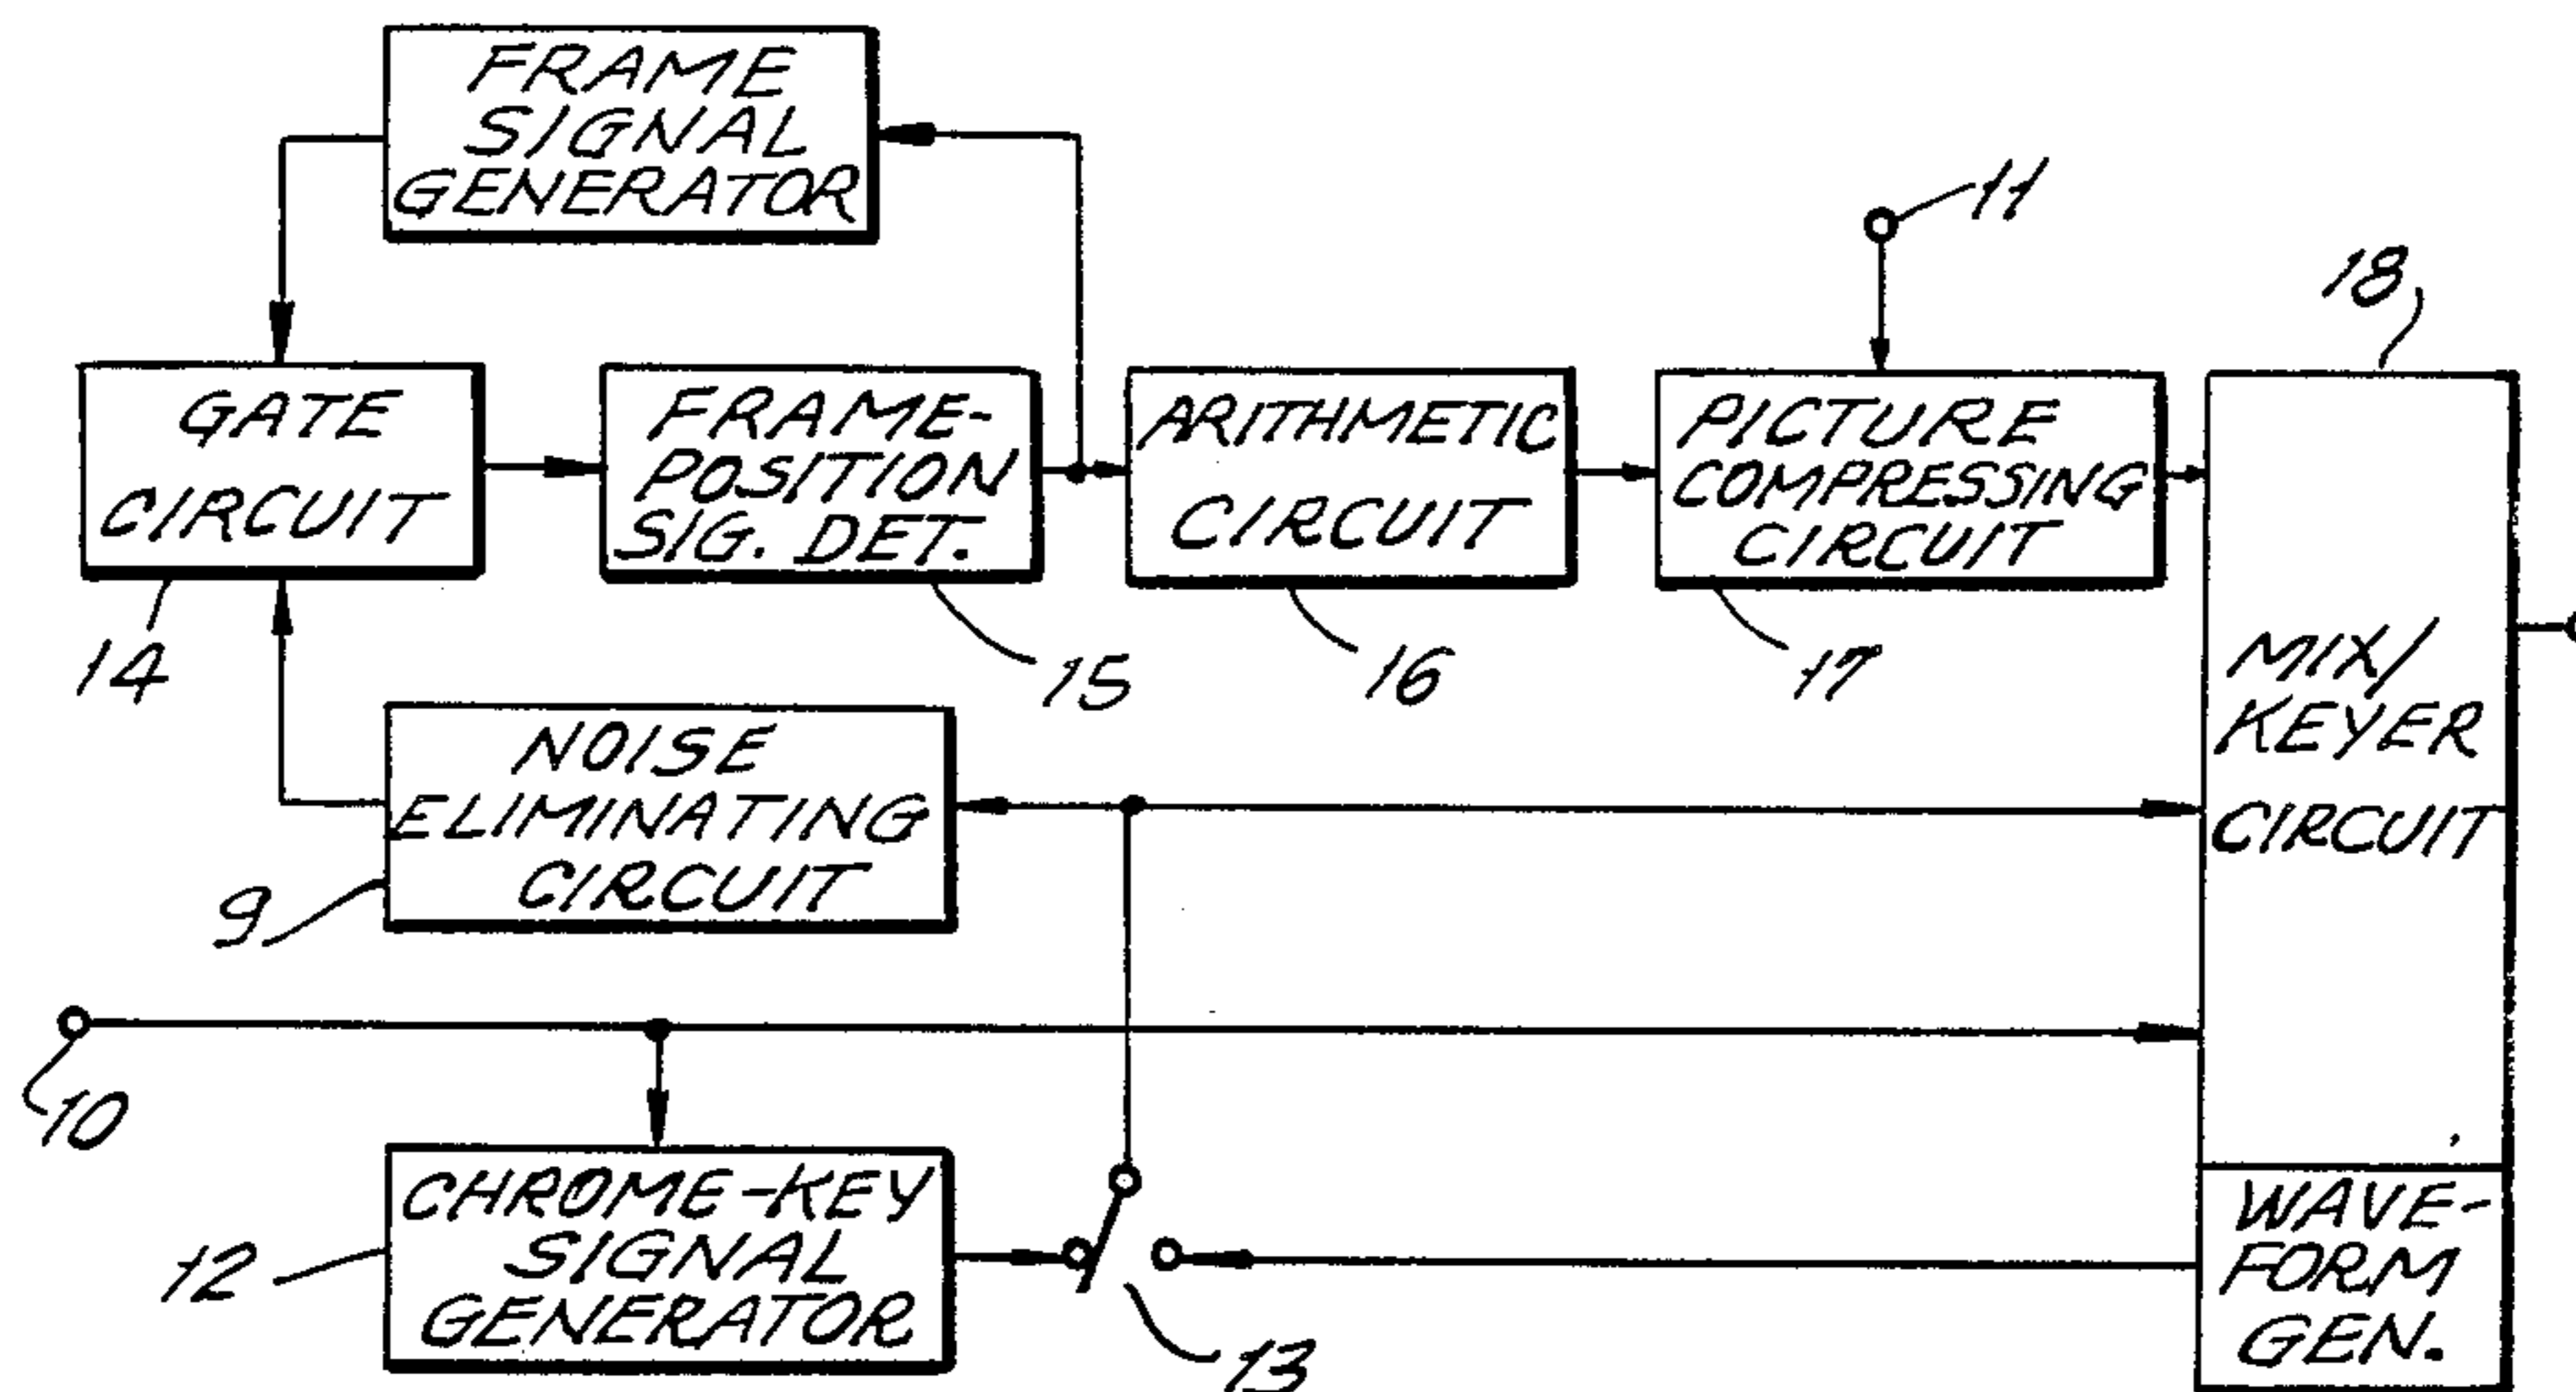 FRAME
SIGNAL
GENERATOR
11
18
GATE
CIRCUIT
14
FRAME-
POSITION
SIG. DET.
15
ARITHMETIC
CIRCUIT
16
PICTURE
COMPRESSING
CIRCUIT
17
MIX/
KEYER
CIRCUIT
NOISE
ELIMINATING
CIRCUIT
9
10
CHROME-KEY
SIGNAL
GENERATOR
12
13
WAVE-
FORM
GEN.